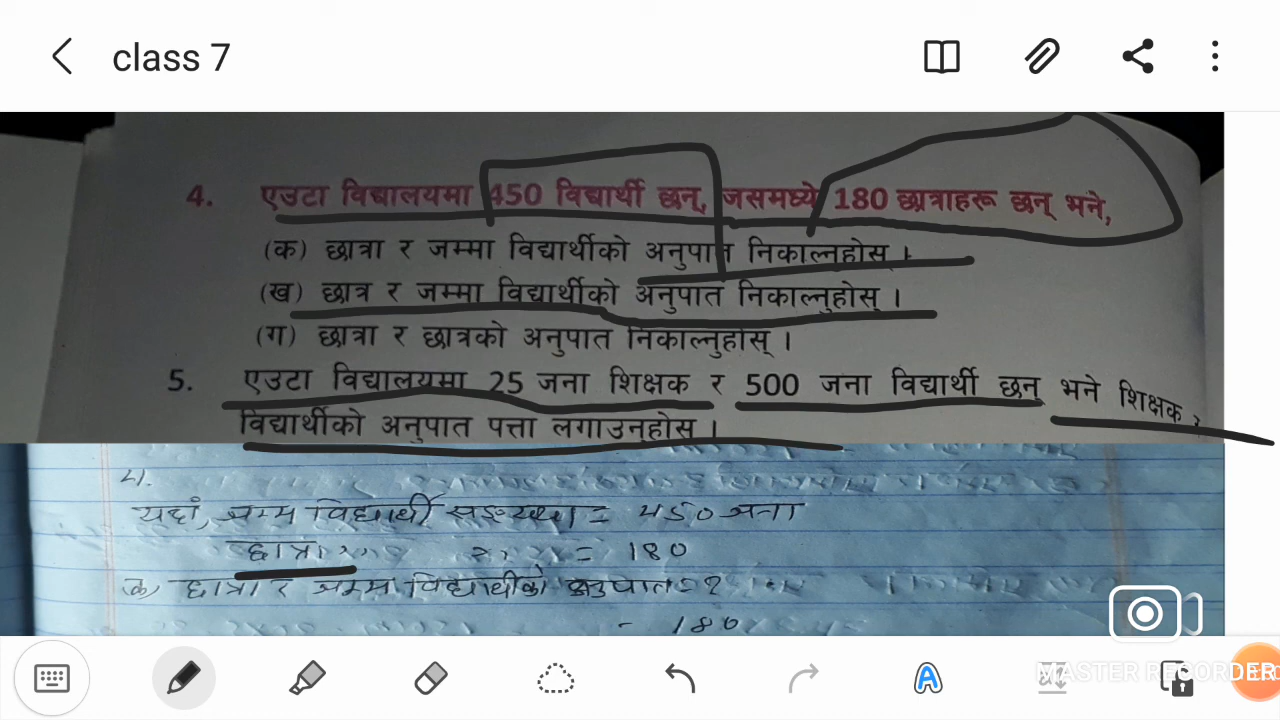 class 7
4. एउटा विद्यालयमा 450 विद्यार्थी छन्, जसमध्ये 180 छात्राहरू छन् भने,
(क) छात्रा र जम्मा विद्यार्थीको अनुपात निकाल्नुहोस् ।
(ख) छात्र र जम्मा विद्यार्थीको अनुपात निकाल्नुहोस् ।
(ग) छात्रा र छात्रको अनुपात निकाल्नुहोस् ।
5. एउटा विद्यालयमा 25 जना शिक्षक र 500 जना विद्यार्थी छन् भने शिक्षक र
विद्यार्थीको अनुपात पत्ता लगाउनुहोस् ।
4.
यहाँ, जम्मा विद्यार्थी = 450 जना
छात्रा = 180
क) छात्रा र जम्मा विद्यार्थीको अनुपात = ?
= 180
A
MASTER RECORDER